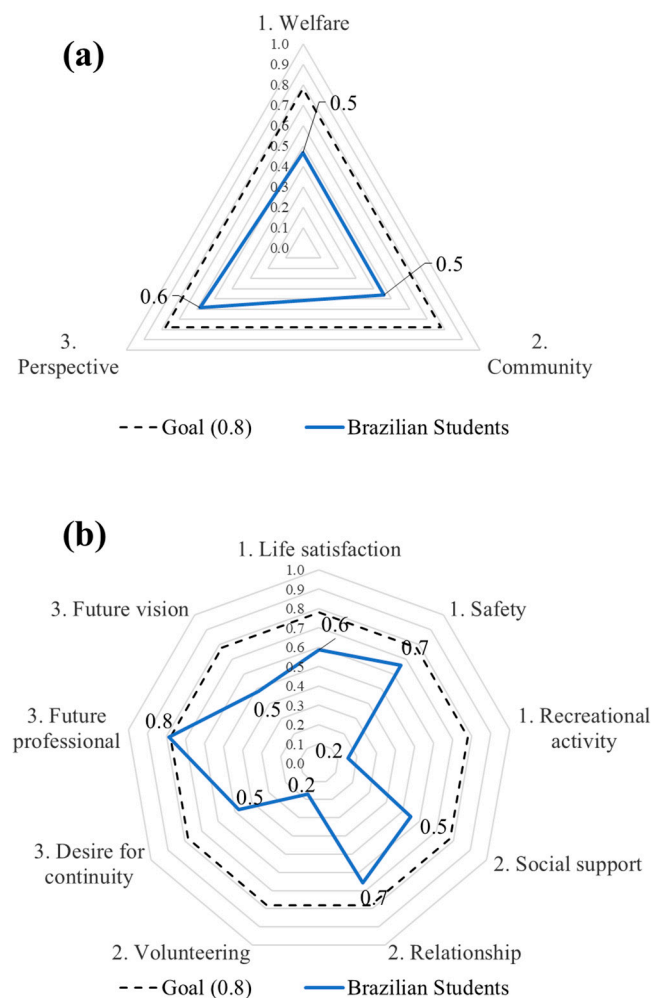 (a)
1. Welfare
1.0
0.9
0.8
0.7
0.6
0.5
0.4
0.3
0.2
0.1
0.0
0.5
0.5
0.6
3.
Perspective
2.
Community
Goal (0.8) Brazilian Students
(b)
1. Life satisfaction
1.0
0.9
0.8
0.7
0.6
0.5
0.4
0.3
0.2
0.1
0.0
3. Future vision
1. Safety
0.6
0.7
3. Future
professional
0.8
1. Recreational
activity
0.5
0.2
0.2
0.5
0.5
3. Desire for
continuity
2. Social support
0.7
2. Volunteering
2. Relationship
Goal (0.8) Brazilian Students